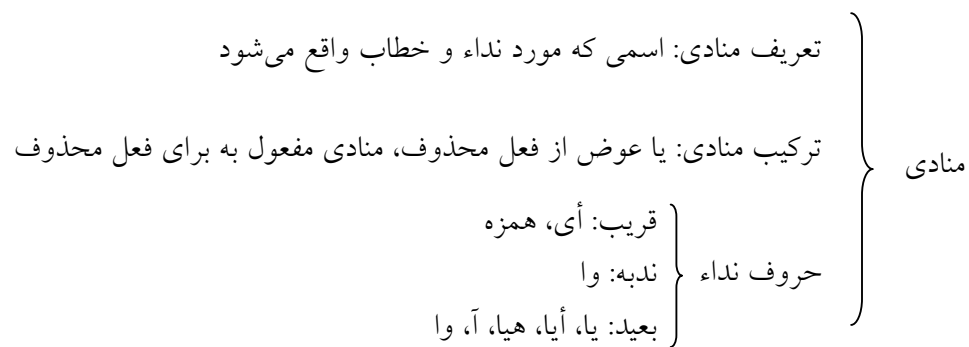 تعریف منادی: اسمی که مورد نداء و خطاب واقع می‌شود
ترکیب منادی: یا عوض از فعل محذوف، منادی مفعول به برای فعل محذوف
منادی
قریب: أی، همزه
حروف نداء
ندبه: وا
بعید: یا، أیا، هیا، آ، وا